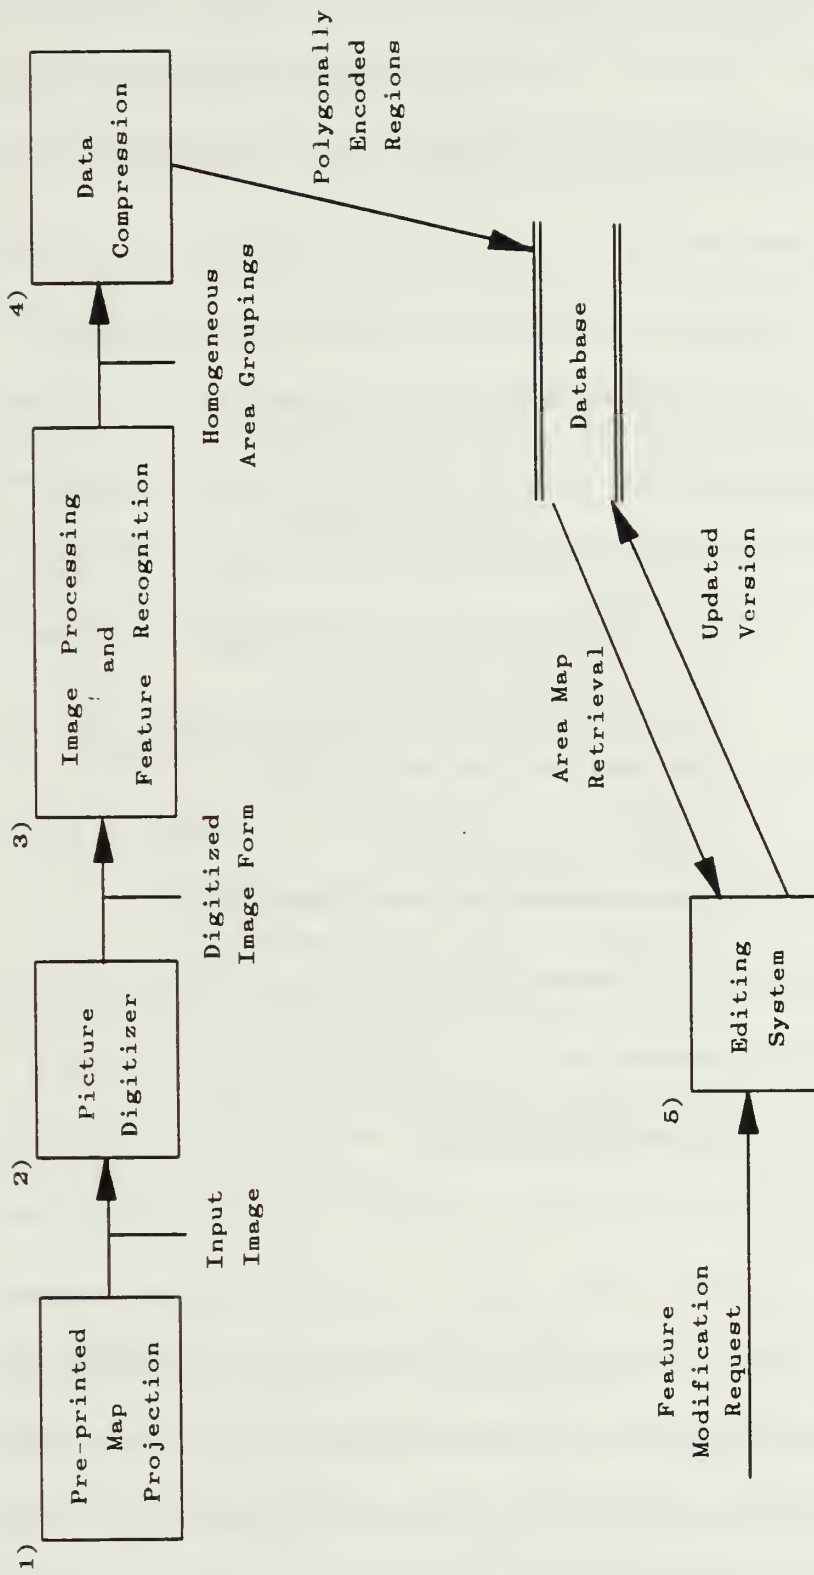 1)
Pre-printed
Map
Projection
Input
Image
2)
Picture
Digitizer
Digitized
Image Form
3)
Image Processing
and
Feature Recognition
Homogeneous
Area Groupings
4)
Data
Compression
Polygonally
Encoded
Regions
Database
Area Map
Retrieval
Updated
Version
5)
Editing
System
Feature
Modification
Request